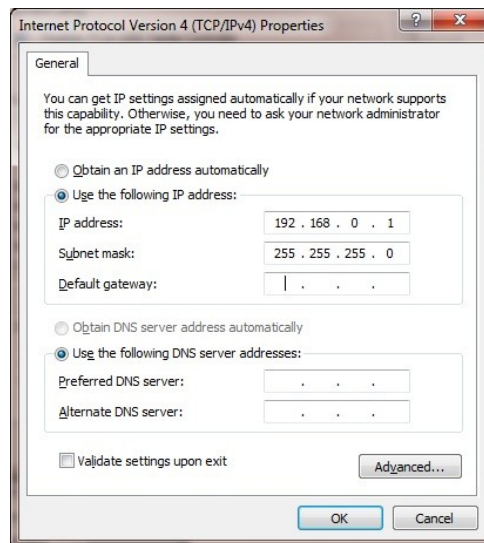 Internet Protocol Version 4 (TCP/IPv4) Properties
General
You can get IP settings assigned automatically if your network supports
this capability. Otherwise, you need to ask your network administrator
for the appropriate IP settings.
Obtain an IP address automatically
Use the following IP address:
IP address: 192 . 168 . 0 . 1
Subnet mask: 255 . 255 . 255 . 0
Default gateway: . . .
Obtain DNS server address automatically
Use the following DNS server addresses:
Preferred DNS server: . . .
Alternate DNS server: . . .
Validate settings upon exit
Advanced...
OK Cancel